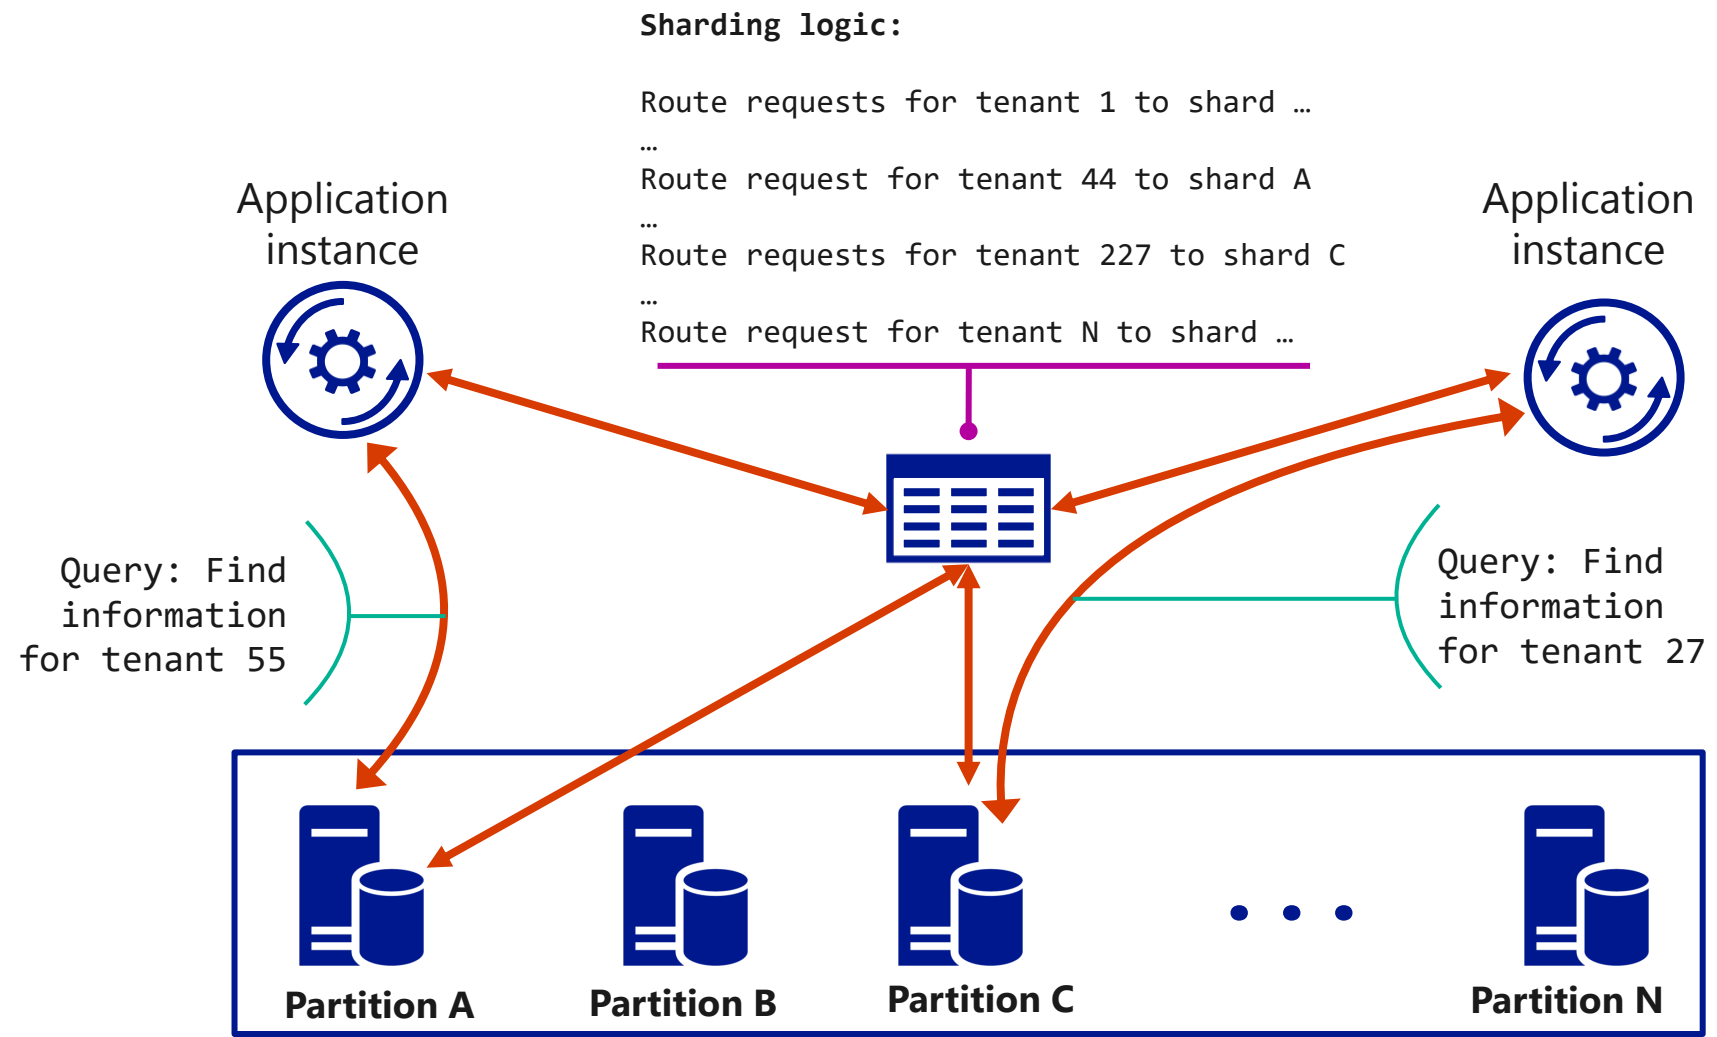 Sharding logic:
Route requests for tenant 1 to shard …
…
Route request for tenant 44 to shard A
…
Route requests for tenant 227 to shard C
…
Route request for tenant N to shard …
Application
instance
Application
instance
Query: Find
information
for tenant 55
Query: Find
information
for tenant 27
Partition A
Partition B
Partition C
Partition N